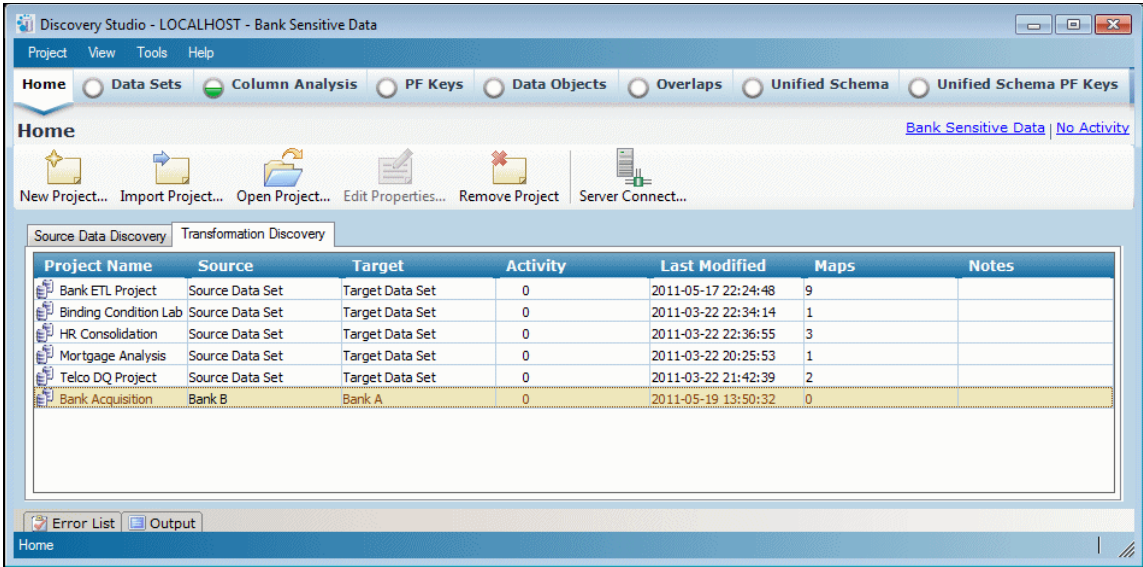 Discovery Studio - LOCALHOST - Bank Sensitive Data
Project View Tools Help
Home Data Sets Column Analysis PF Keys Data Objects Overlaps Unified Schema Unified Schema PF Keys
Home Bank Sensitive Data | No Activity
New Project... Import Project... Open Project... Edit Properties... Remove Project Server Connect...
Source Data Discovery Transformation Discovery
Project Name Source Target Activity Last Modified Maps Notes
Bank ETL Project Source Data Set Target Data Set 0 2011-05-17 22:24:48 9
Binding Condition Lab Source Data Set Target Data Set 0 2011-03-22 22:34:14 1
HR Consolidation Source Data Set Target Data Set 0 2011-03-22 22:36:55 3
Mortgage Analysis Source Data Set Target Data Set 0 2011-03-22 20:25:53 1
Telco DQ Project Source Data Set Target Data Set 0 2011-03-22 21:42:39 2
Bank Acquisition Bank B Bank A 0 2011-05-19 13:50:32 0
Error List Output
Home